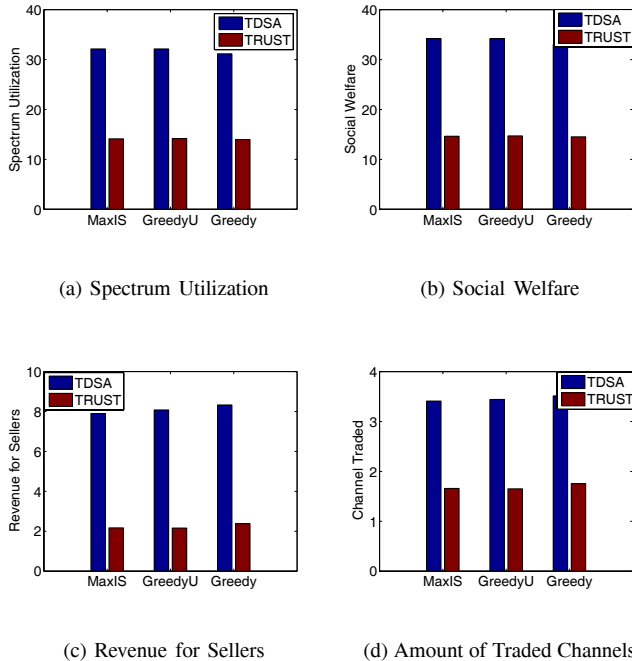 40
30
20
10
0
Spectrum Utilization
TDSA
TRUST
MaxIS GreedyU Greedy
(a) Spectrum Utilization
40
30
20
10
0
Social Welfare
TDSA
TRUST
MaxIS GreedyU Greedy
(b) Social Welfare
10
8
6
4
2
0
Revenue for Sellers
TDSA
TRUST
MaxIS GreedyU Greedy
(c) Revenue for Sellers
4
3
2
1
0
Channel Traded
TDSA
TRUST
MaxIS GreedyU Greedy
(d) Amount of Traded Channels